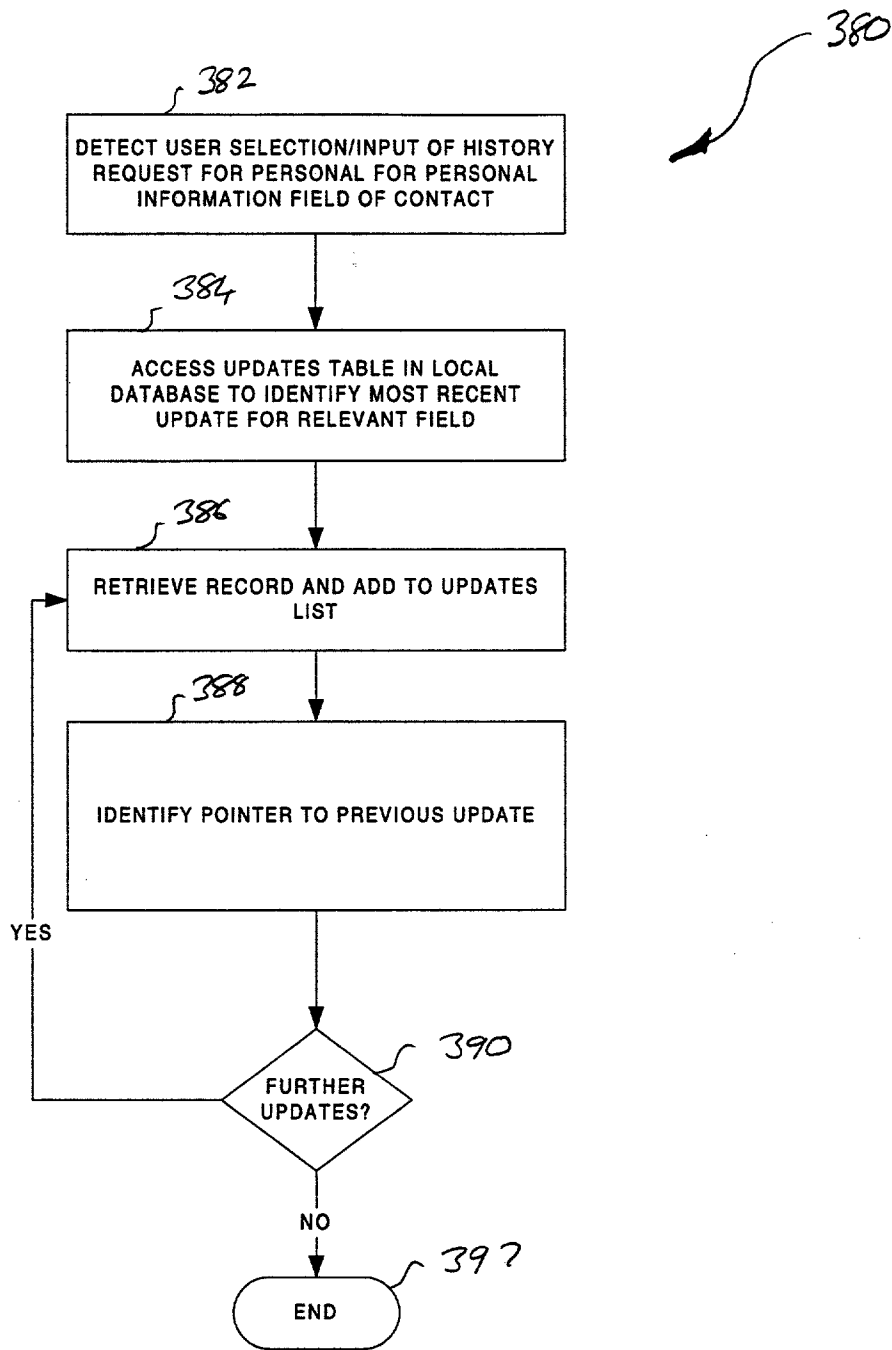 380
382
DETECT USER SELECTION/INPUT OF HISTORY
REQUEST FOR PERSONAL FOR PERSONAL
INFORMATION FIELD OF CONTACT
384
ACCESS UPDATES TABLE IN LOCAL
DATABASE TO IDENTIFY MOST RECENT
UPDATE FOR RELEVANT FIELD
386
RETRIEVE RECORD AND ADD TO UPDATES
LIST
388
IDENTIFY POINTER TO PREVIOUS UPDATE
YES
390
FURTHER
UPDATES?
NO
END